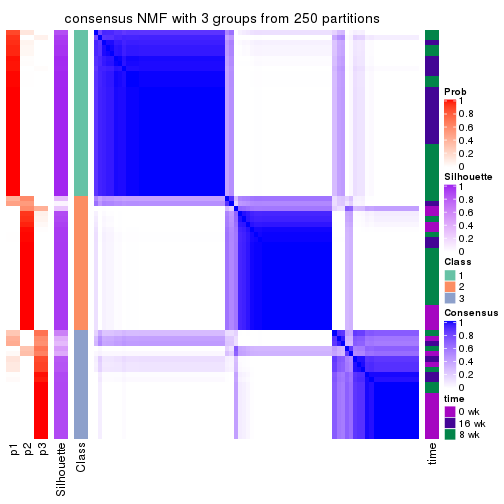 consensus NMF with 3 groups from 250 partitions
Prob
1
0.8
0.6
0.4
0.2
0
Silhouette
1
0.8
0.6
0.4
0.2
0
Class
1
2
3
Consensus
1
0.8
0.6
0.4
0.2
0
time
0 wk
16 wk
8 wk
p1
p2
p3
Silhouette
Class
time